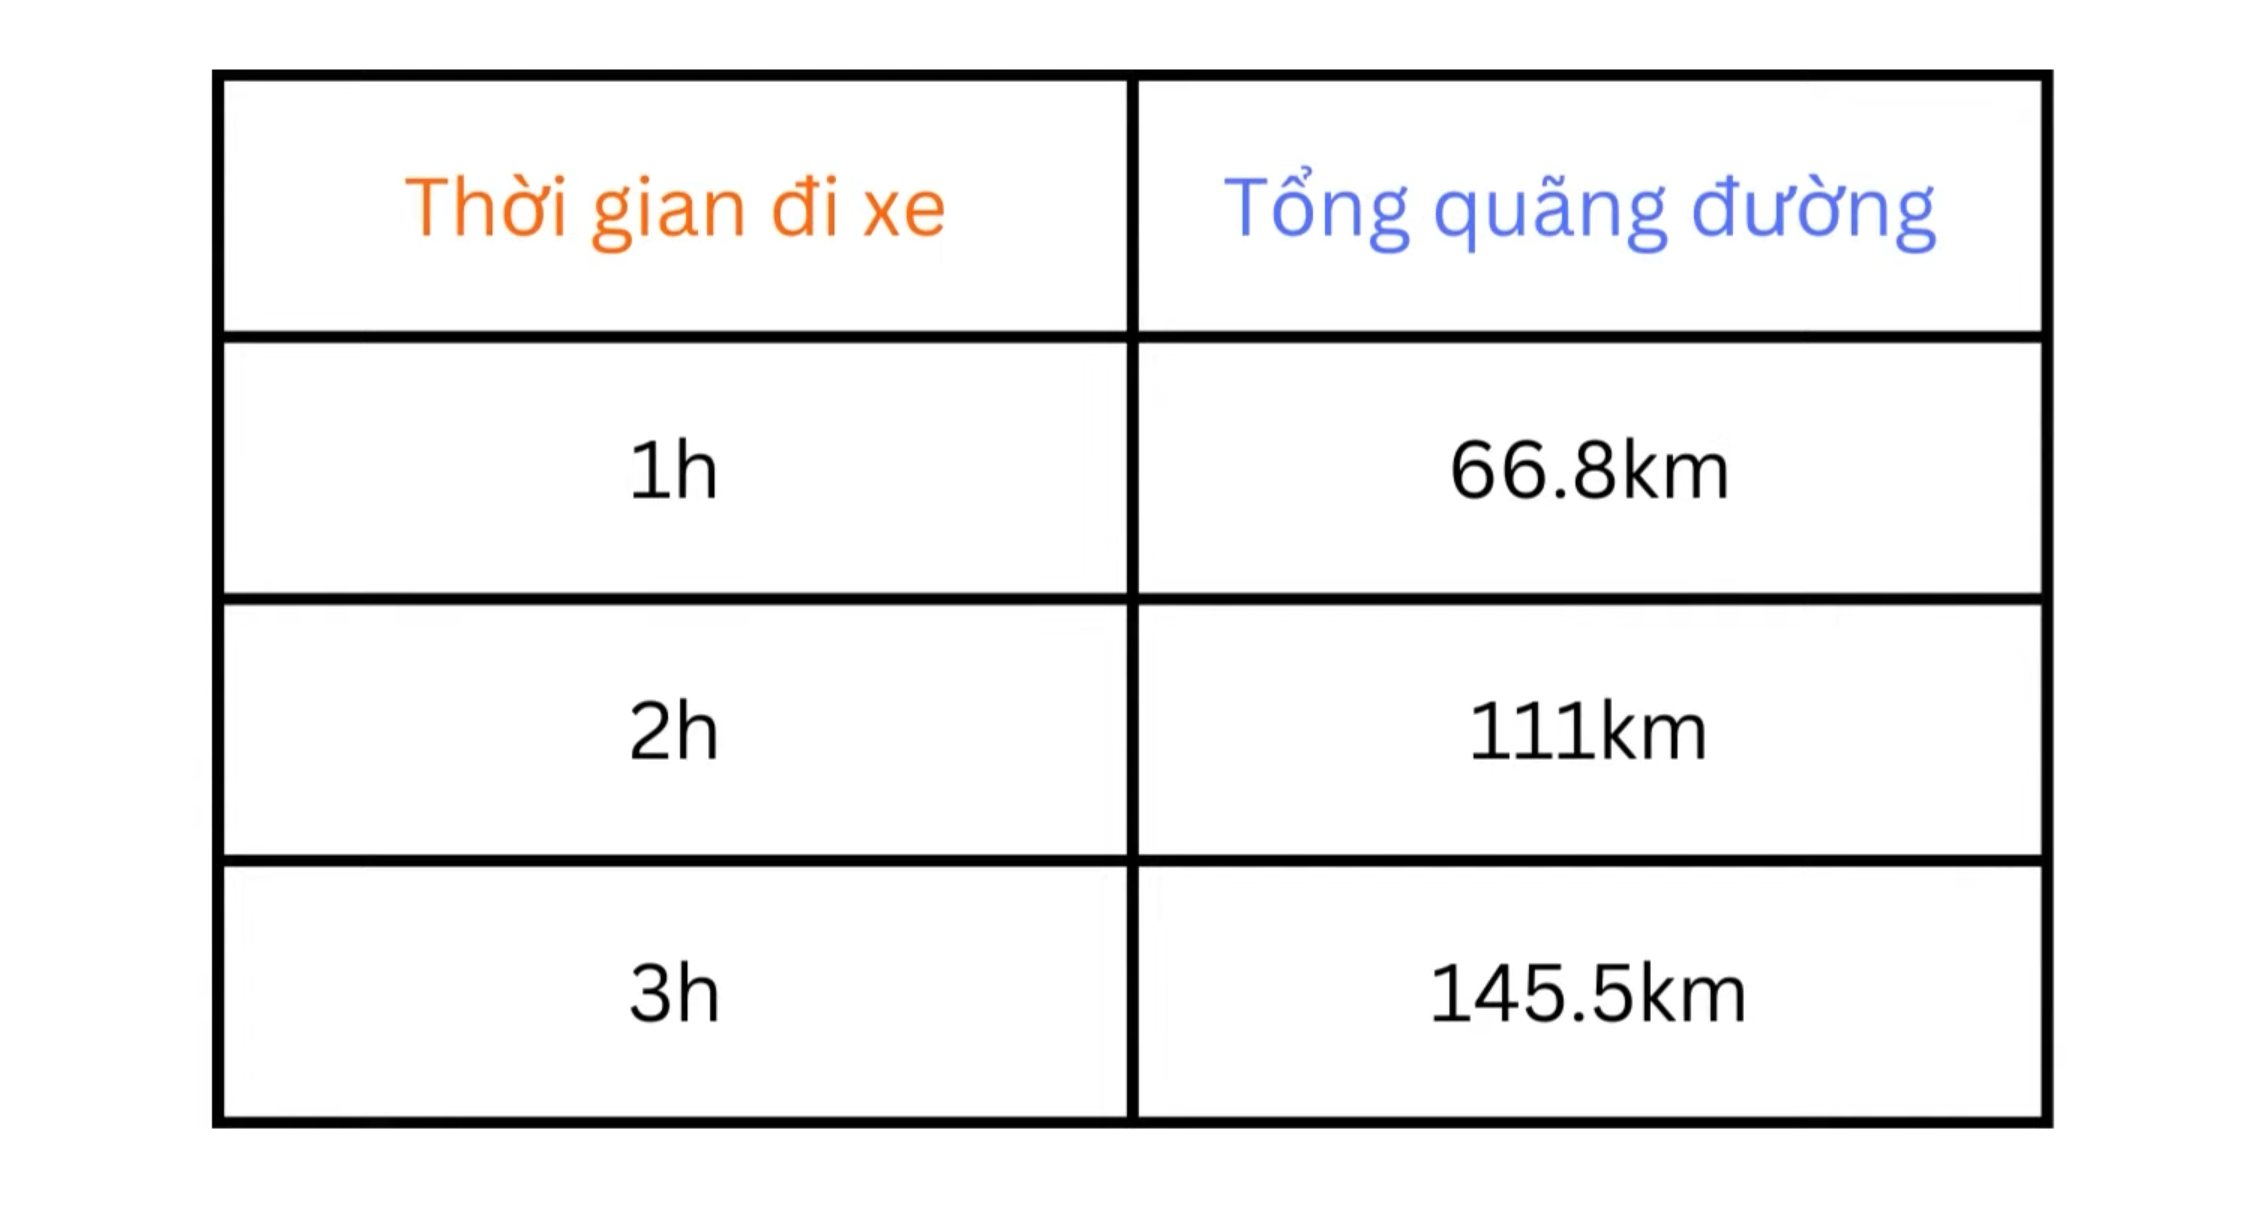 Thời gian đi xe Tổng quãng đường
1h 66.8km
2h 111km
3h 145.5km